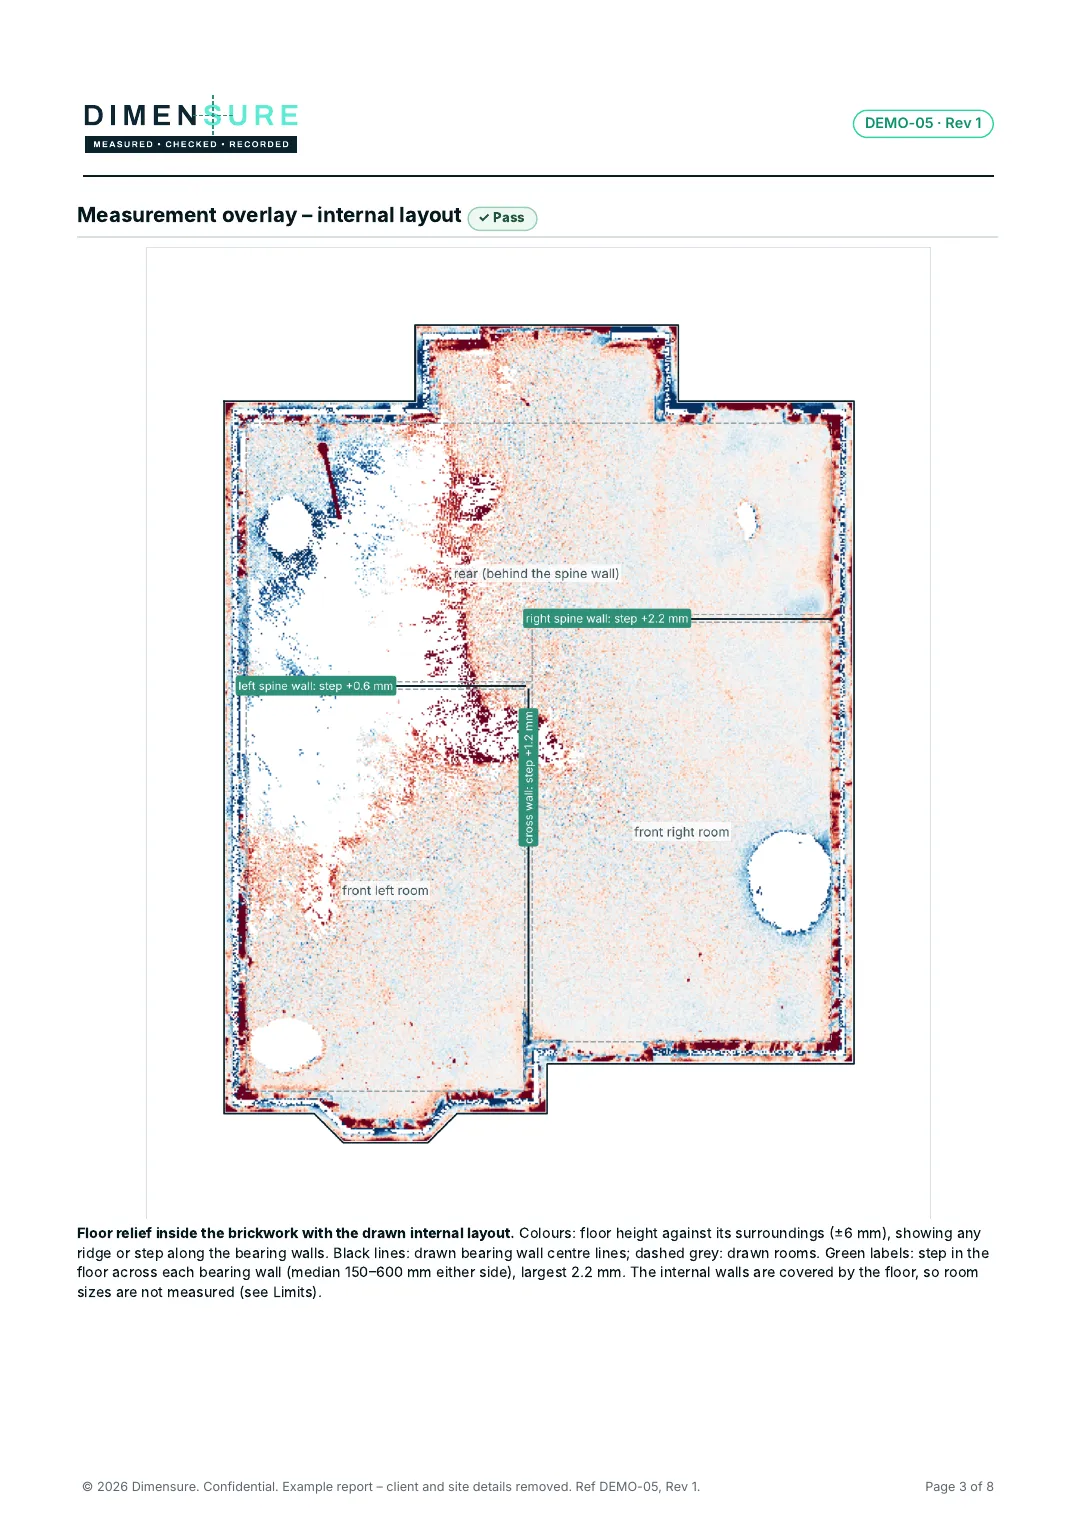 DIMENSURE
MEASURED • CHECKED • RECORDED
DEMO-05 · Rev 1
Measurement overlay – internal layout ✓ Pass
rear (behind the spine wall)
right spine wall: step +2.2 mm
left spine wall: step +0.6 mm
cross wall: step +1.2 mm
front right room
front left room
Floor relief inside the brickwork with the drawn internal layout. Colours: floor height against its surroundings (±6 mm), showing any
ridge or step along the bearing walls. Black lines: drawn bearing wall centre lines; dashed grey: drawn rooms. Green labels: step in the
floor across each bearing wall (median 150–600 mm either side), largest 2.2 mm. The internal walls are covered by the floor, so room
sizes are not measured (see Limits).
© 2026 Dimensure. Confidential. Example report – client and site details removed. Ref DEMO-05, Rev 1.
Page 3 of 8